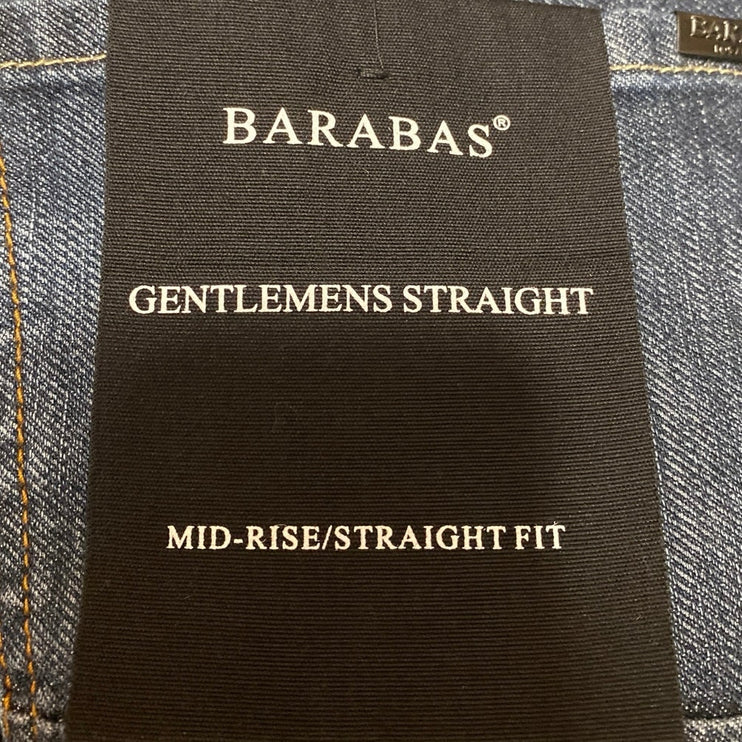 BARABAS®
GENTLEMENS STRAIGHT
MID-RISE/STRAIGHT FIT